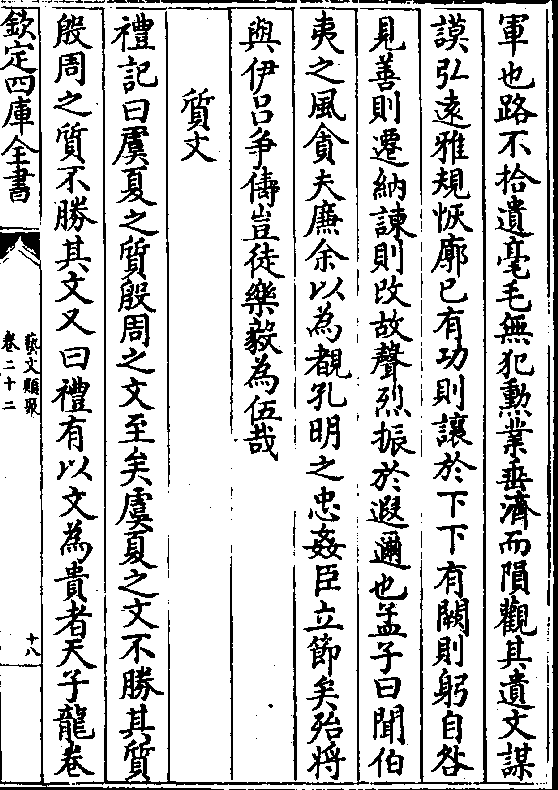 軍也路不拾遺毫毛無犯勲業垂濟而隕觀其遺文謀
謨弘遠雅規恢廓已有功則讓於下下有闕則躬自咎
見善則遷納諫則改故聲烈振於遐邇也孟子曰聞伯
夷之風貪夫廉余以為覩孔明之忠姦臣立節矣殆將
與伊吕爭儔豈徒樂毅為伍哉
質文
禮記曰虞夏之質殷周之文至矣虞夏之文不勝其質
殷周之質不勝其文又曰禮有以文為貴者天子龍卷
欽定四庫全書
藝文類聚
卷二十二
十八